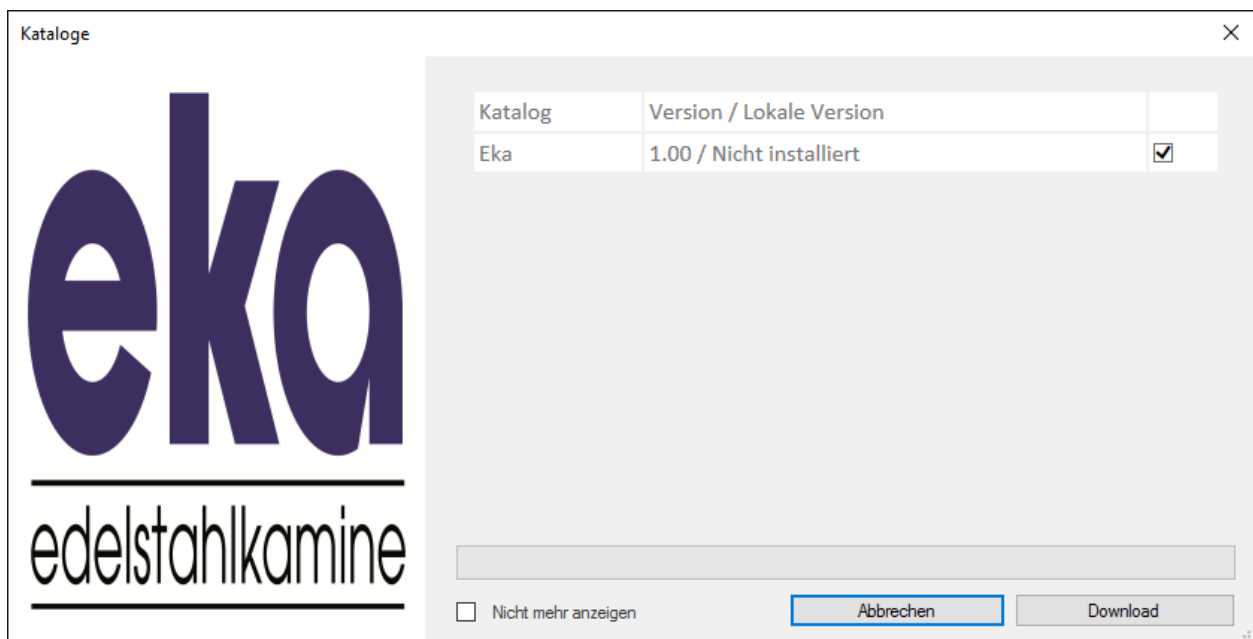 Kataloge
eka
edelstahlkamine
Katalog Version / Lokale Version
Eka 1.00 / Nicht installiert
Nicht mehr anzeigen Abbrechen Download